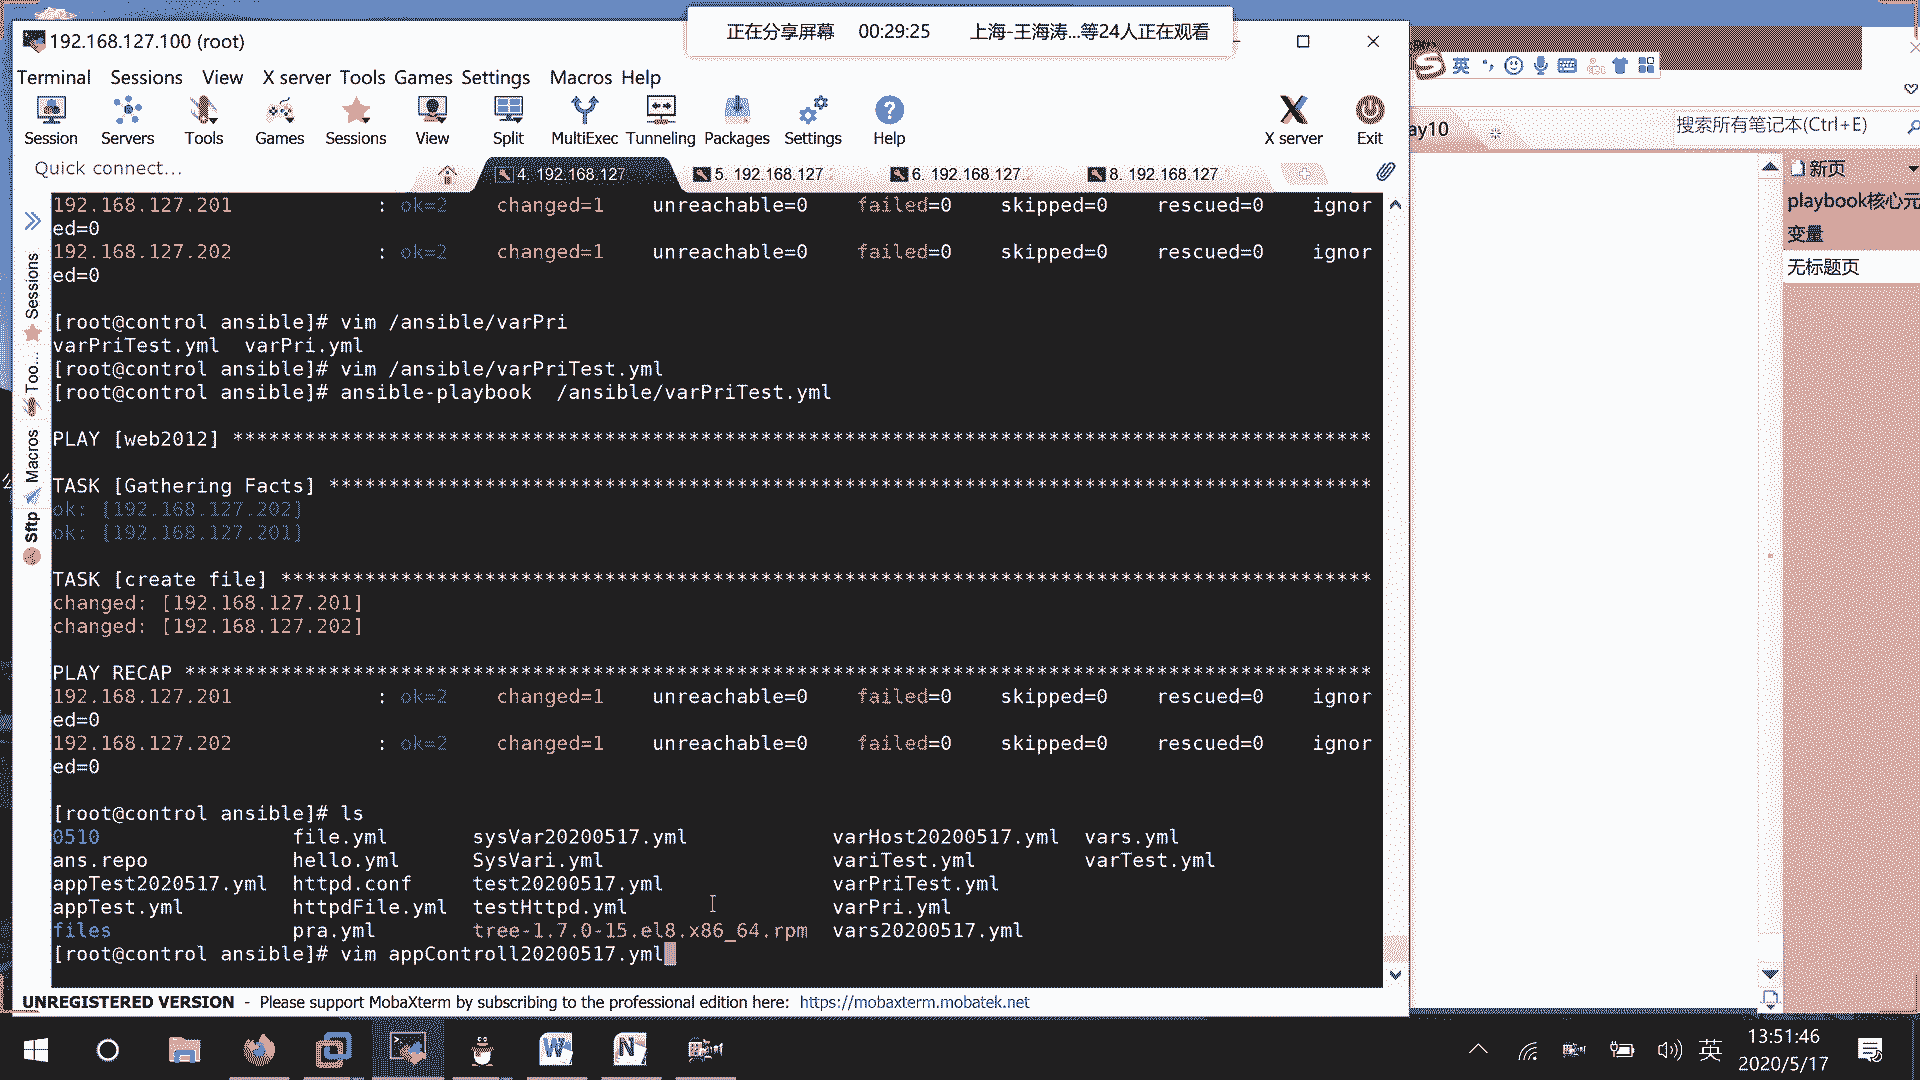 正在分享屏幕 00:29:25 上海-王海涛...等24人正在观看
192.168.127.100 (root)
Terminal Sessions View X server Tools Games Settings Macros Help
Session Servers Tools Games Sessions View Split MultiExec Tunneling Packages Settings Help X server Exit
Quick connect...
4. 192.168.127
5. 192.168.127
6. 192.168.127...
8. 192.168.127
Sessions
Too...
Macros
Sftp
192.168.127.201 : ok=2 changed=1 unreachable=0 failed=0 skipped=0 rescued=0 ignor
ed=0
192.168.127.202 : ok=2 changed=1 unreachable=0 failed=0 skipped=0 rescued=0 ignor
ed=0
[root@control ansible]# vim /ansible/varPri
varPriTest.yml varPri.yml
[root@control ansible]# vim /ansible/varPriTest.yml
[root@control ansible]# ansible-playbook /ansible/varPriTest.yml
PLAY [web2012] ***********************************************************************************************
TASK [Gathering Facts] ***************************************************************************************
ok: [192.168.127.202]
ok: [192.168.127.201]
TASK [create file] *******************************************************************************************
changed: [192.168.127.201]
changed: [192.168.127.202]
PLAY RECAP ***************************************************************************************************
192.168.127.201 : ok=2 changed=1 unreachable=0 failed=0 skipped=0 rescued=0 ignor
ed=0
192.168.127.202 : ok=2 changed=1 unreachable=0 failed=0 skipped=0 rescued=0 ignor
ed=0
[root@control ansible]# ls
0510 file.yml sysVar20200517.yml varHost20200517.yml vars.yml
ans.repo hello.yml SysVari.yml variTest.yml varTest.yml
appTest2020517.yml httpd.conf test20200517.yml varPriTest.yml
appTest.yml httpdFile.yml testHttpd.yml varPri.yml
files pra.yml tree-1.7.0-15.el8.x86_64.rpm vars20200517.yml
[root@control ansible]# vim appControll20200517.yml
UNREGISTERED VERSION - Please support MobaXterm by subscribing to the professional edition here: https://mobaxterm.mobatek.net
英
ay10
搜索所有笔记本(Ctrl+E)
新页
playbook核心元
变量
无标题页
英
13:51:46
2020/5/17